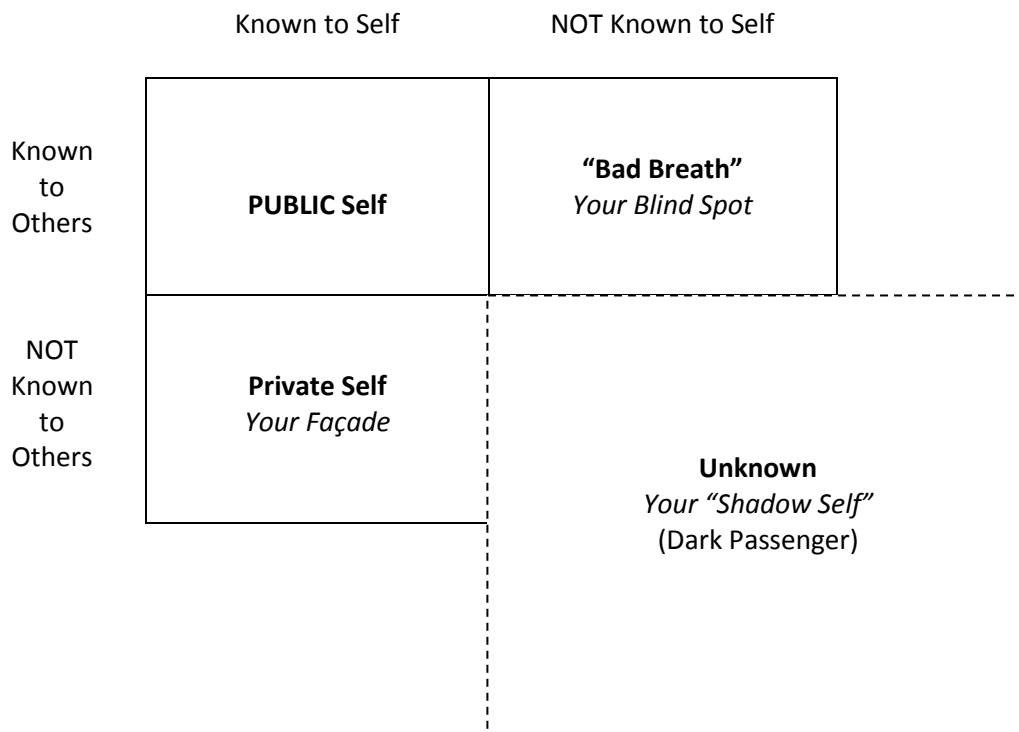 Known to Self
NOT Known to Self
Known
to
Others
PUBLIC Self
“Bad Breath”
Your Blind Spot
NOT
Known
to
Others
Private Self
Your Façade
Unknown
Your “Shadow Self”
(Dark Passenger)